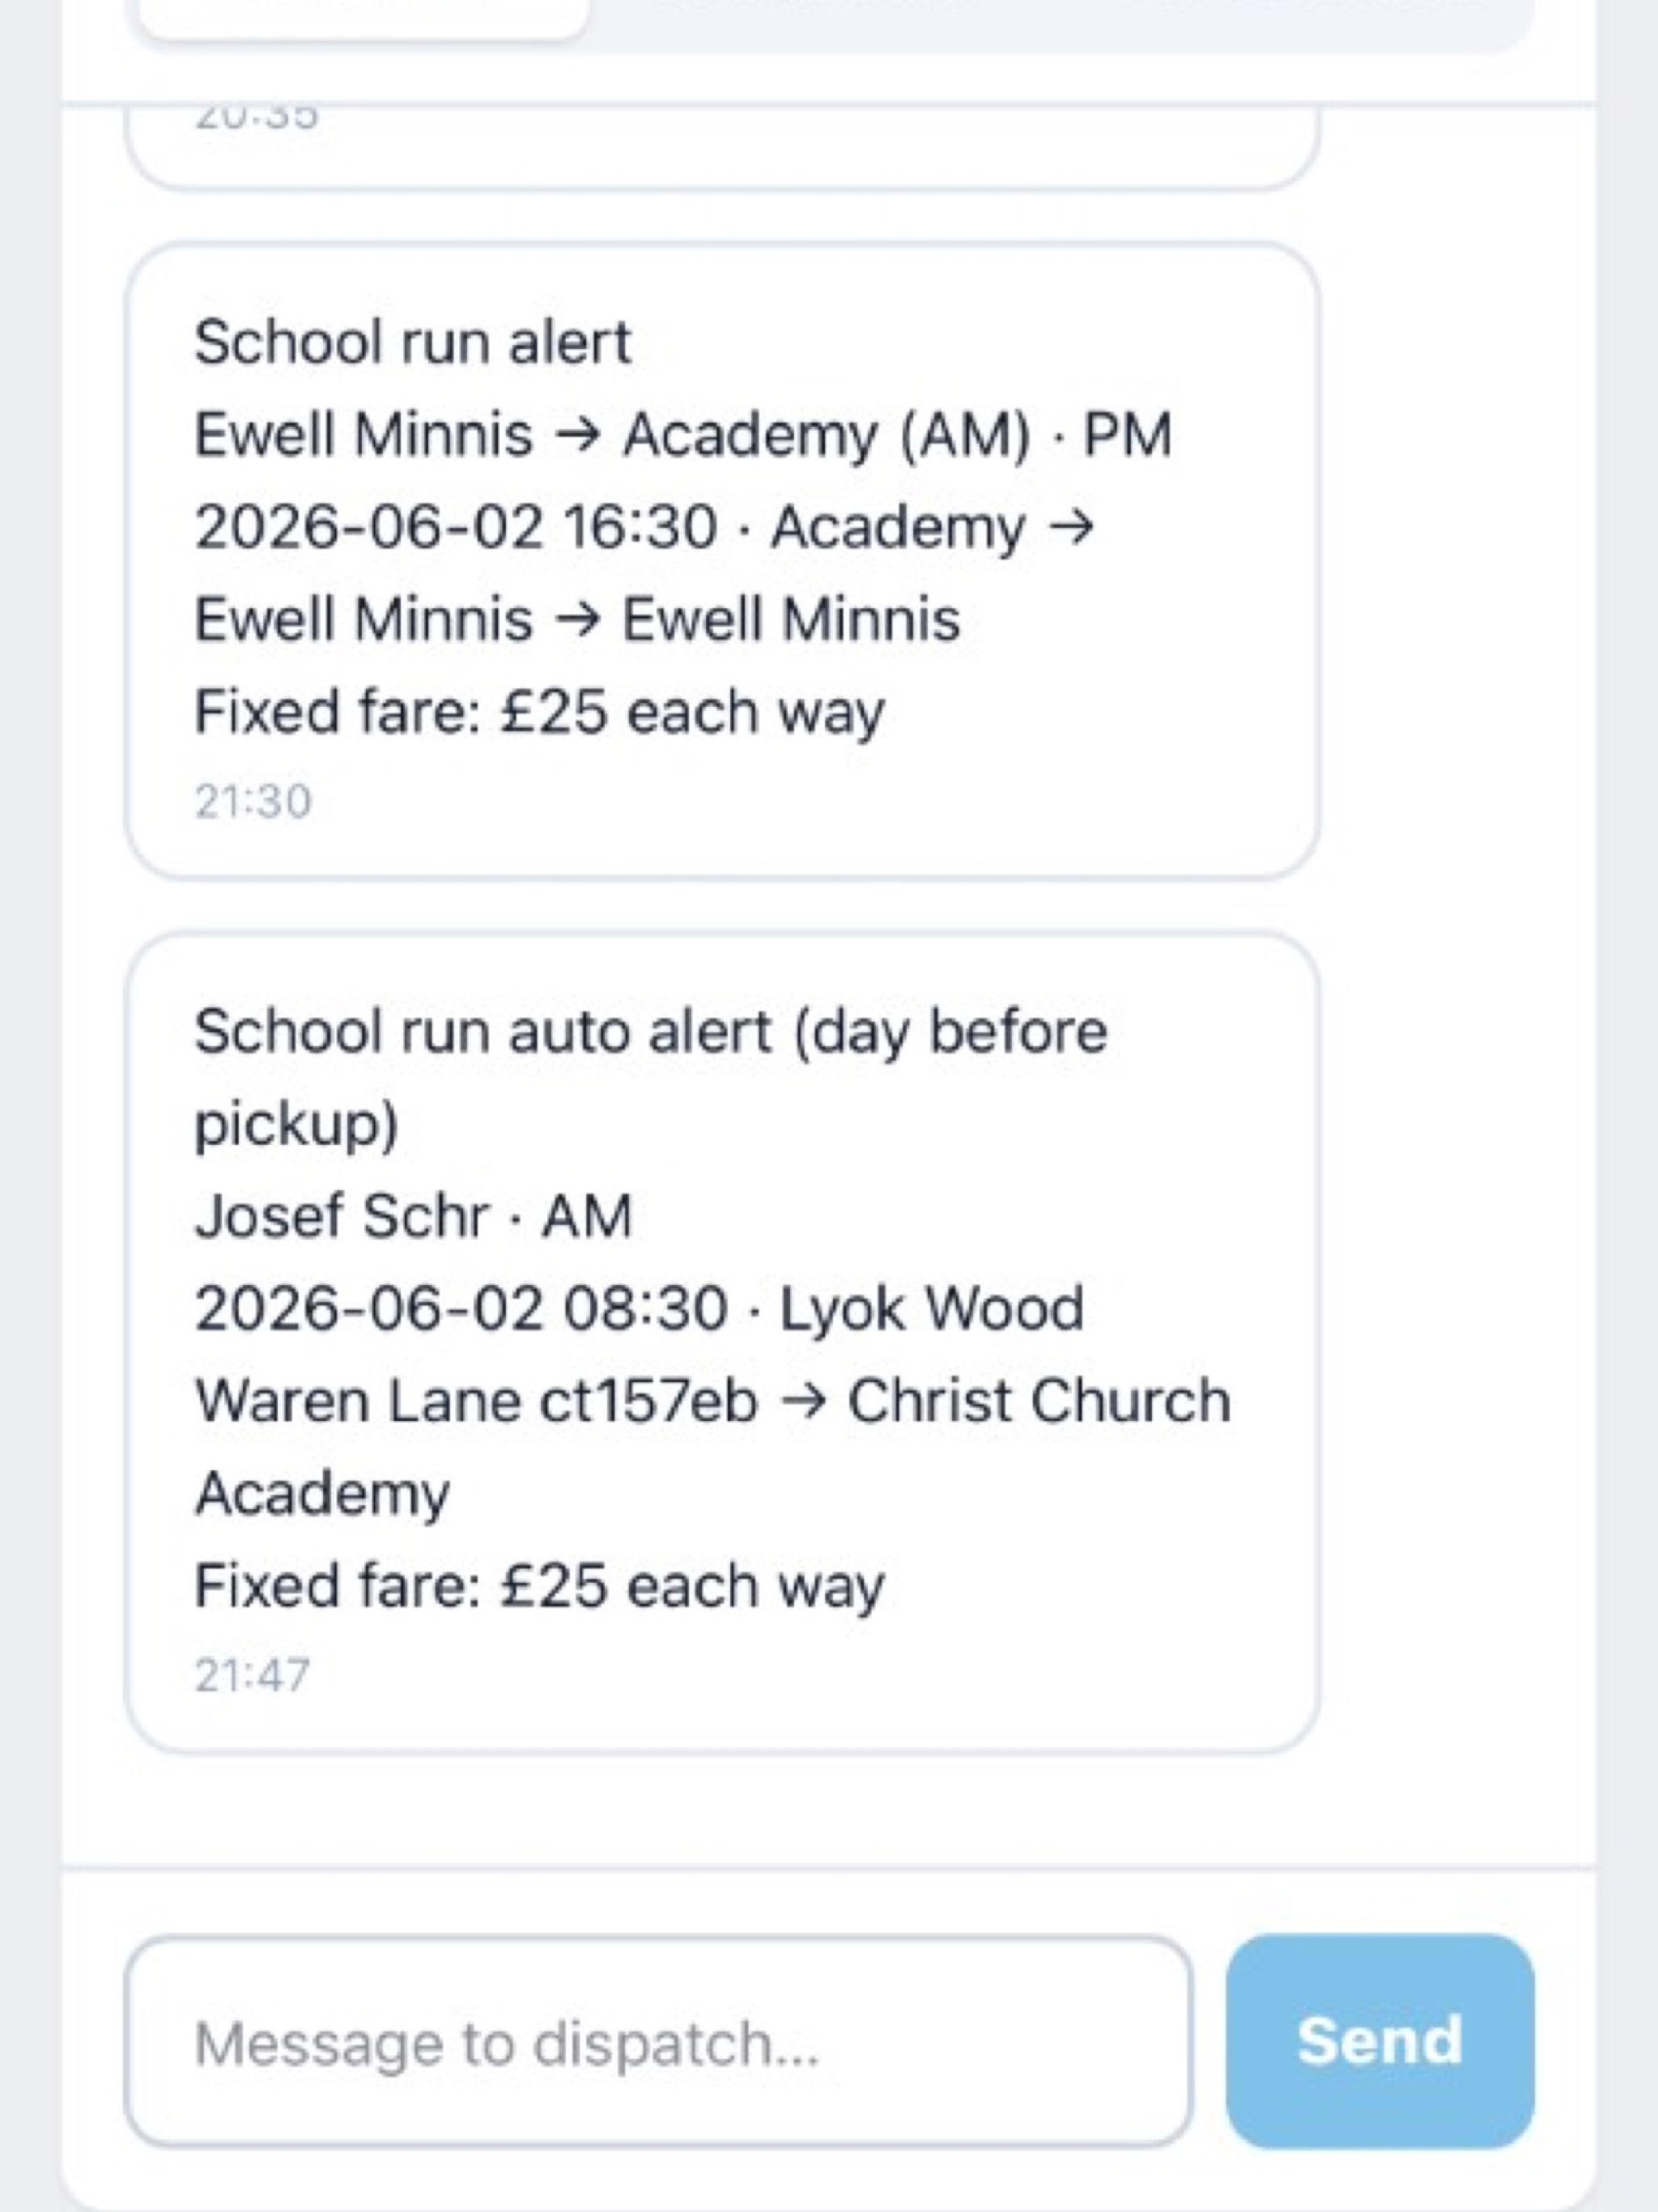 20:35
School run alert
Ewell Minnis → Academy (AM) · PM
2026-06-02 16:30 · Academy →
Ewell Minnis → Ewell Minnis
Fixed fare: £25 each way
21:30
School run auto alert (day before
pickup)
Josef Schr · AM
2026-06-02 08:30 · Lyok Wood
Waren Lane ct157eb → Christ Church
Academy
Fixed fare: £25 each way
21:47
Message to dispatch...
Send